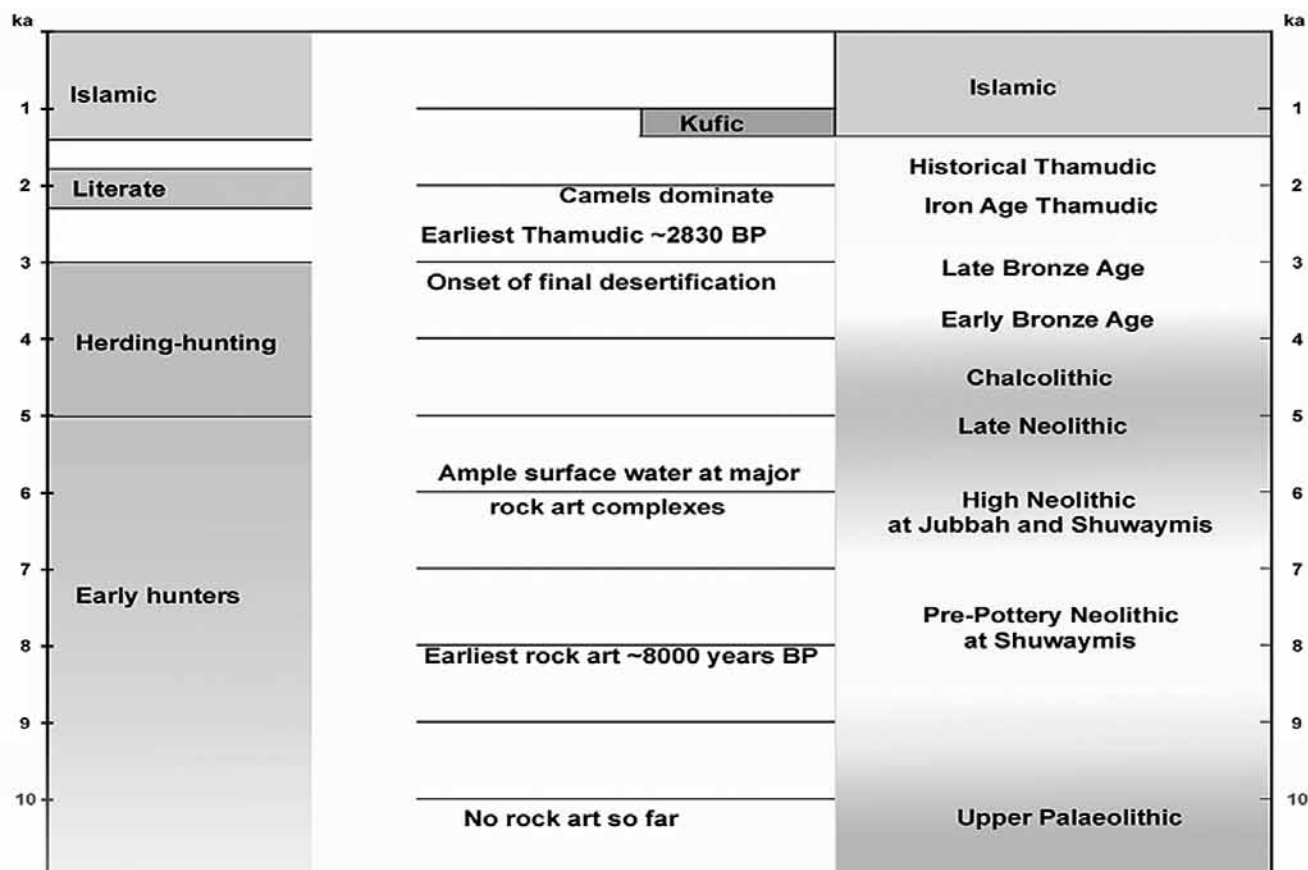 ka
ka
Islamic
Islamic
1
1
Kufic
Historical Thamudic
Literate
2
Camels dominate
2
Iron Age Thamudic
Earliest Thamudic ~2830 BP
3
Late Bronze Age
3
Onset of final desertification
Early Bronze Age
Herding-hunting
4
4
Chalcolithic
5
5
Late Neolithic
Ample surface water at major
6
6
rock art complexes
High Neolithic
at Jubbah and Shuwaymis
7
7
Early hunters
Pre-Pottery Neolithic
at Shuwaymis
8
8
Earliest rock art ~8000 years BP
9
9
10
10
No rock art so far
Upper Palaeolithic